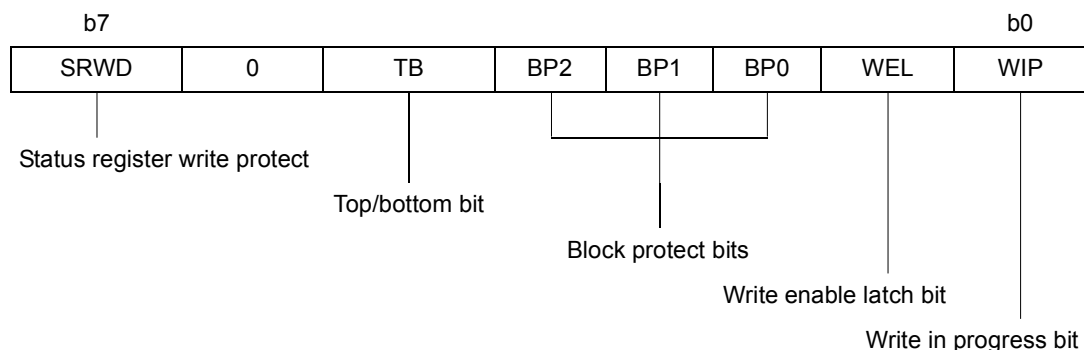 b7 b0
SRWD 0 TB BP2 BP1 BP0 WEL WIP
Status register write protect
Top/bottom bit
Block protect bits
Write enable latch bit
Write in progress bit